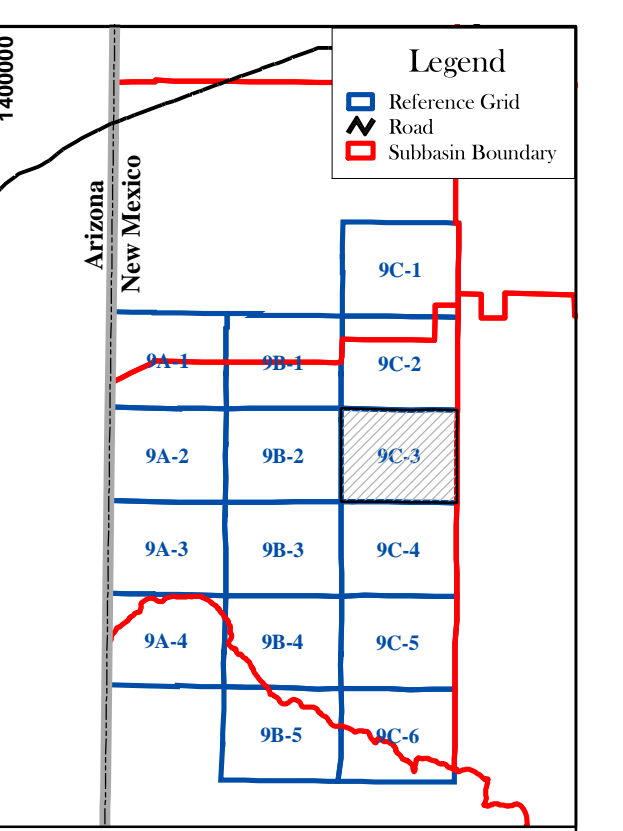 1400000
Legend
Reference Grid
Road
Subbasin Boundary
Arizona
New Mexico
9C-1
9A-1 9B-1 9C-2
9A-2 9B-2 9C-3
9A-3 9B-3 9C-4
9A-4 9B-4 9C-5
9B-5 9C-6